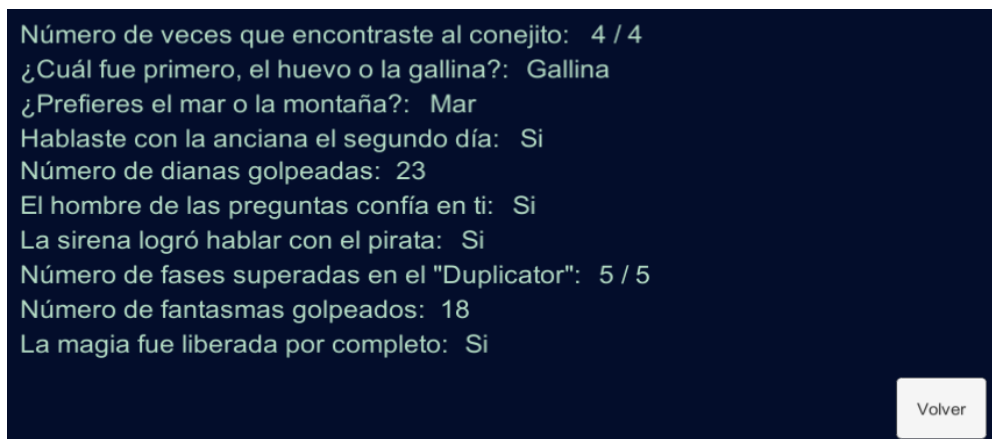 Número de veces que encontraste al conejito: 4 / 4
¿Cuál fue primero, el huevo o la gallina?: Gallina
¿Prefieres el mar o la montaña?: Mar
Hablaste con la anciana el segundo día: Si
Número de dianas golpeadas: 23
El hombre de las preguntas confía en ti: Si
La sirena logró hablar con el pirata: Si
Número de fases superadas en el "Duplicator": 5 / 5
Número de fantasmas golpeados: 18
La magia fue liberada por completo: Si
Volver